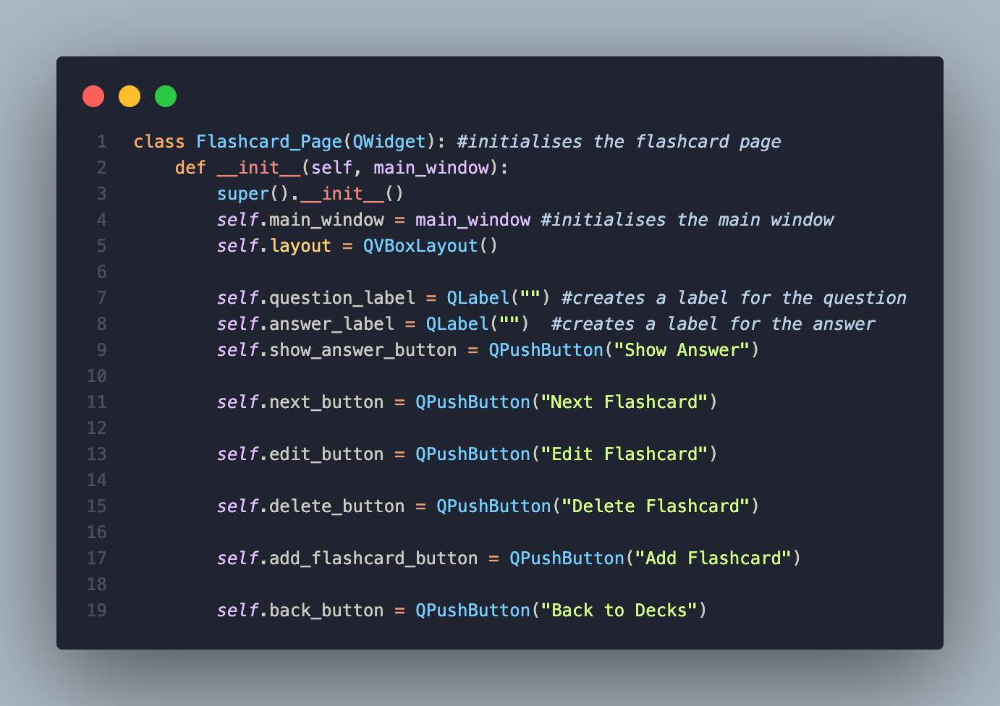 1 class Flashcard_Page(QWidget): #initialises the flashcard page
2     def __init__(self, main_window):
3         super().__init__()
4         self.main_window = main_window #initialises the main window
5         self.layout = QVBoxLayout()
6
7         self.question_label = QLabel("") #creates a label for the question
8         self.answer_label = QLabel("")  #creates a label for the answer
9         self.show_answer_button = QPushButton("Show Answer")
10
11         self.next_button = QPushButton("Next Flashcard")
12
13         self.edit_button = QPushButton("Edit Flashcard")
14
15         self.delete_button = QPushButton("Delete Flashcard")
16
17         self.add_flashcard_button = QPushButton("Add Flashcard")
18
19         self.back_button = QPushButton("Back to Decks")